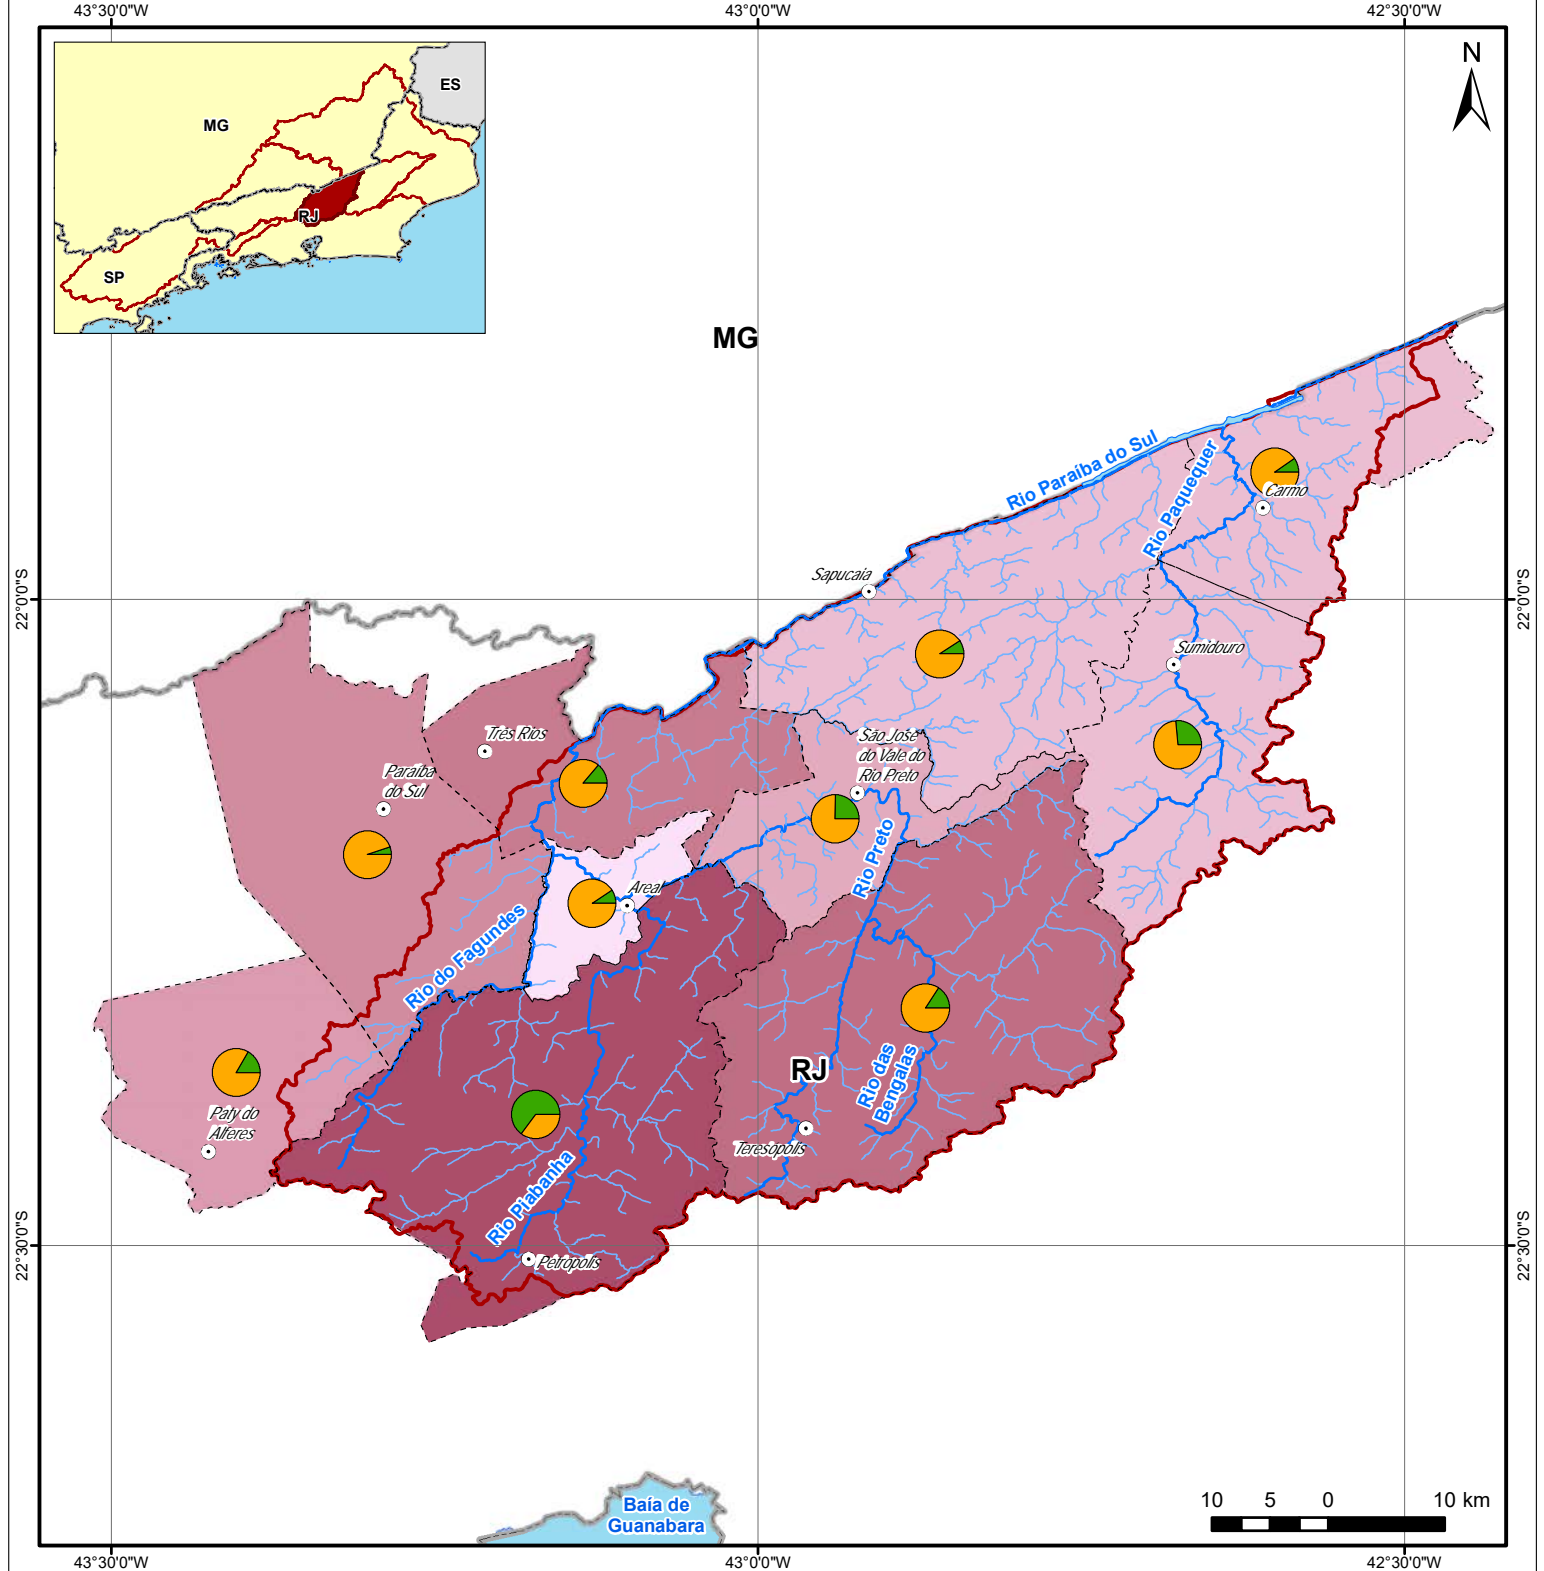 43°30'0"W
43°0'0"W
42°30'0"W
N
ES
MG
RJ
SP
MG
Rio Paraíba do Sul
Rio Paquequer
Carmo
Sapucaia
22°0'0"S
22°0'0"S
Sumidouro
Três Rios
São José
do Vale do
Rio Preto
Paraíba
do Sul
Rio Preto
Areal
Rio do Fagundes
RJ
Rio das
Bengalas
Paty do
Alferes
Teresópolis
Rio Piabanha
Petrópolis
22°30'0"S
22°30'0"S
Baía de
Guanabara
10 5 0 10 km
43°30'0"W
43°0'0"W
42°30'0"W